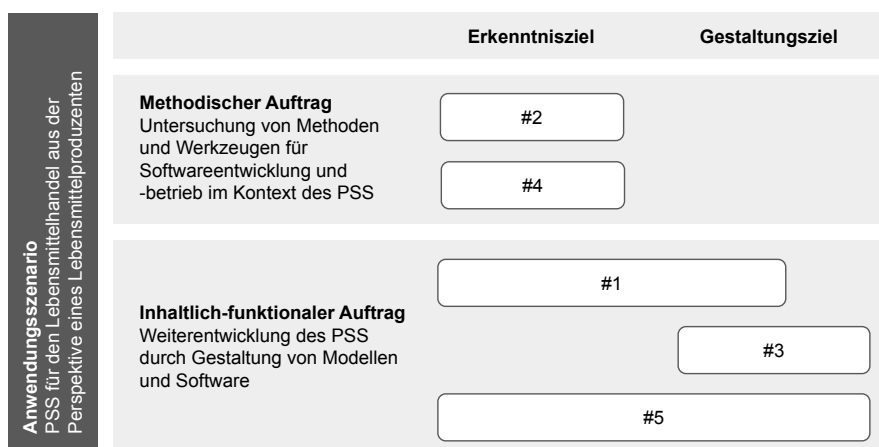 Anwendungsszenario
PSS für den Lebensmittelhandel aus der
Perspektive eines Lebensmittelproduzenten
Erkenntnisziel
Gestaltungsziel
Methodischer Auftrag
Untersuchung von Methoden
und Werkzeugen für
Softwareentwicklung und
-betrieb im Kontext des PSS
#2
#4
Inhaltlich-funktionaler Auftrag
Weiterentwicklung des PSS
durch Gestaltung von Modellen
und Software
#1
#3
#5